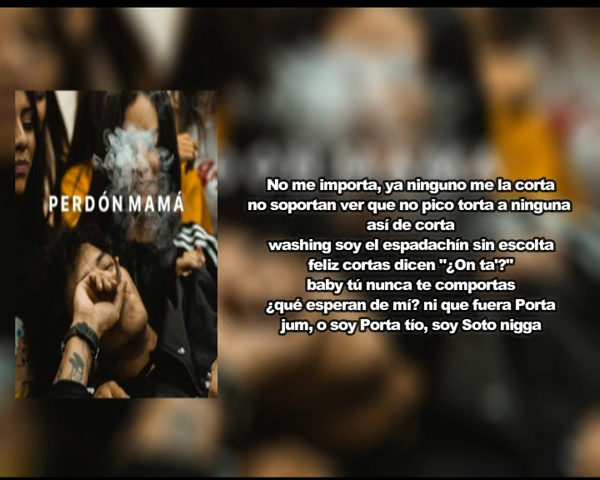 PERDÓN MAMÁ
No me importa, ya ninguno me la corta
no soportan ver que no pico torta a ninguna
así de corta
washing soy el espadachín sin escolta
feliz cortas dicen "¿On ta'?"
baby tú nunca te comportas
¿qué esperan de mí? ni que fuera Porta
jum, o soy Porta tío, soy Soto nigga